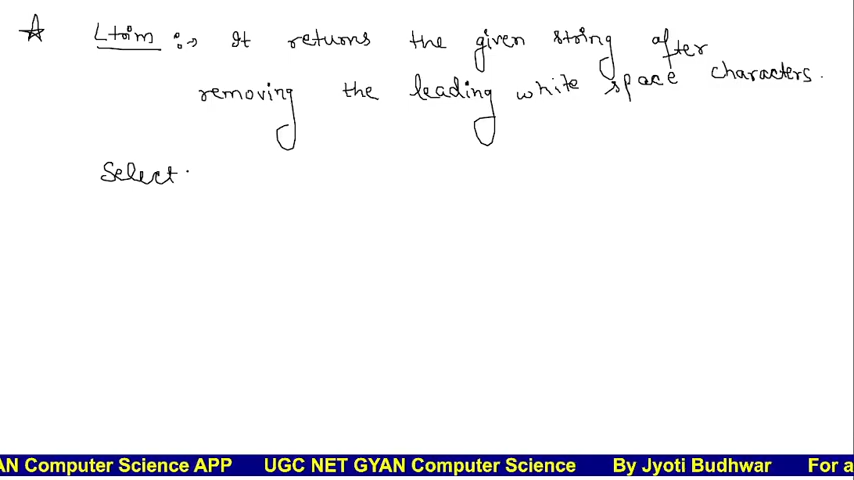 ☆ Ltrim :→ It returns the given string after
removing the leading white space characters.
Select.
AN Computer Science APP UGC NET GYAN Computer Science By Jyoti Budhwar For a